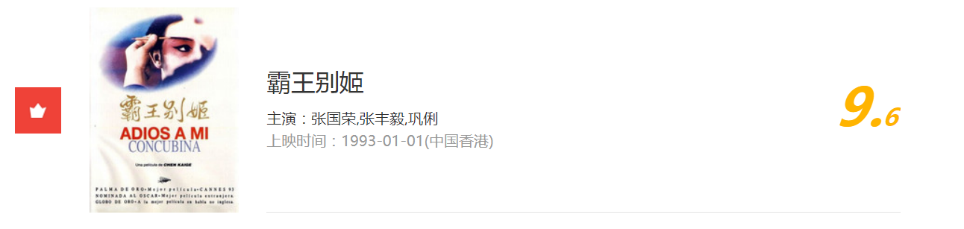 霸王别姬
ADIOS A MI
CONCUBINA
Una película de CHEN KAIGE
PALMA DE ORO-Mejor película-CANNES 93
NOMINADA AL OSCAR-Mejor película extranjera
GLOBO DE ORO-A la mejor película de habla no inglesa
霸王别姬
主演：张国荣,张丰毅,巩俐
上映时间：1993-01-01(中国香港)
9.6